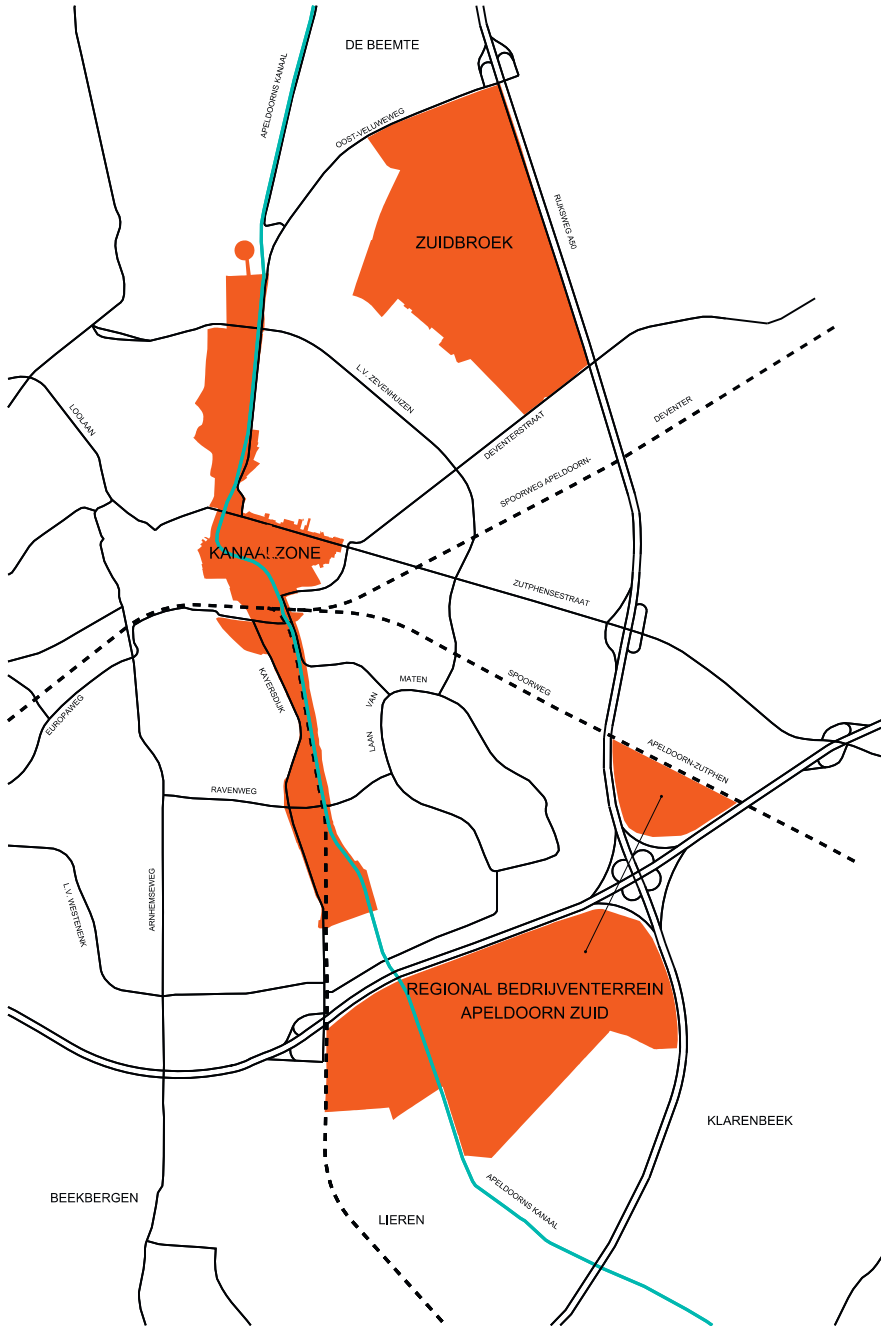 DE BEEMTE
APELDOORNS KANAAL
OOST-VELUWEWEG
RIJKSWEG A50
ZUIDBROEK
L.V. ZEVENHUIZEN
LOOLAAN
DEVENTERSTRAAT
DEVENTER
SPOORWEG APELDOORN-
KANAALZONE
ZUTPHENSESTRAAT
SPOORWEG
APELDOORN-ZUTPHEN
KAYERSDIJK
MATEN
VAN
LAAN
EUROPAWEG
RAVENWEG
ARNHEMSEWEG
L.V. WESTENENK
REGIONAL BEDRIJVENTERREIN
APELDOORN ZUID
KLARENBEEK
APELDOORNS KANAAL
BEEKBERGEN
LIEREN